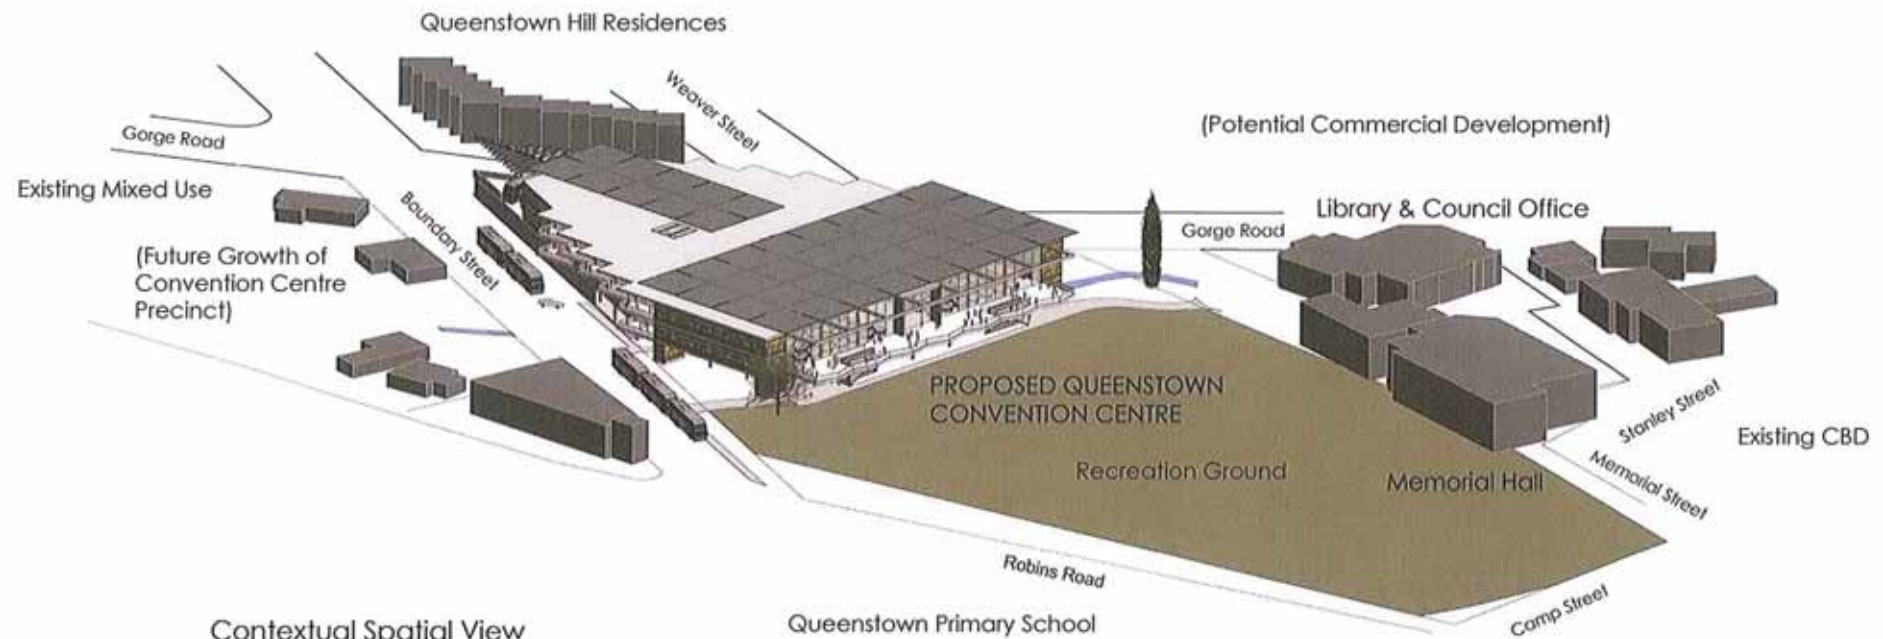 Queenstown Hill Residences
Weaver Street
(Potential Commercial Development)
Gorge Road
Existing Mixed Use
Boundary Street
Library & Council Office
Gorge Road
(Future Growth of
Convention Centre
Precinct)
PROPOSED QUEENSTOWN
CONVENTION CENTRE
Stanley Street
Existing CBD
Recreation Ground
Memorial Hall
Memorial Street
Robins Road
Camp Street
Contextual Spatial View
Queenstown Primary School